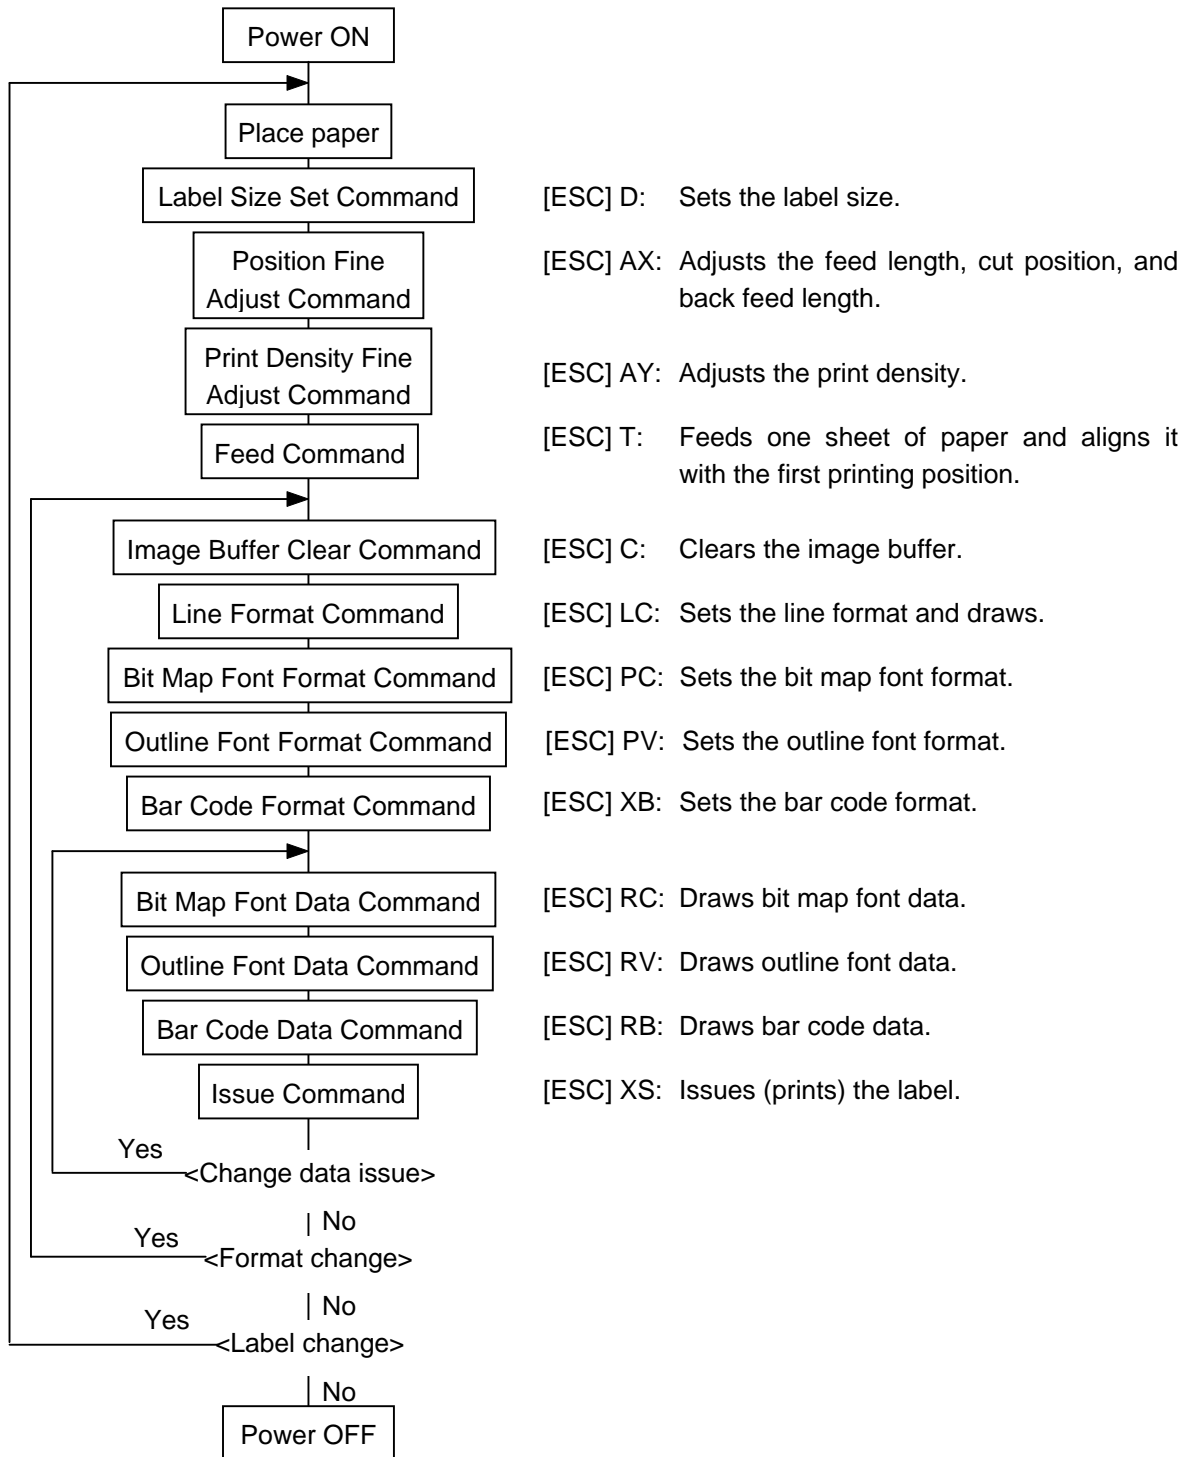 Power ON
Place paper
Label Size Set Command
[ESC] D: Sets the label size.
Position Fine
Adjust Command
[ESC] AX: Adjusts the feed length, cut position, and
back feed length.
Print Density Fine
Adjust Command
[ESC] AY: Adjusts the print density.
Feed Command
[ESC] T: Feeds one sheet of paper and aligns it
with the first printing position.
Image Buffer Clear Command
[ESC] C: Clears the image buffer.
Line Format Command
[ESC] LC: Sets the line format and draws.
Bit Map Font Format Command
[ESC] PC: Sets the bit map font format.
Outline Font Format Command
[ESC] PV: Sets the outline font format.
Bar Code Format Command
[ESC] XB: Sets the bar code format.
Bit Map Font Data Command
[ESC] RC: Draws bit map font data.
Outline Font Data Command
[ESC] RV: Draws outline font data.
Bar Code Data Command
[ESC] RB: Draws bar code data.
Issue Command
[ESC] XS: Issues (prints) the label.
Yes
<Change data issue>
No
Yes
<Format change>
No
Yes
<Label change>
No
Power OFF